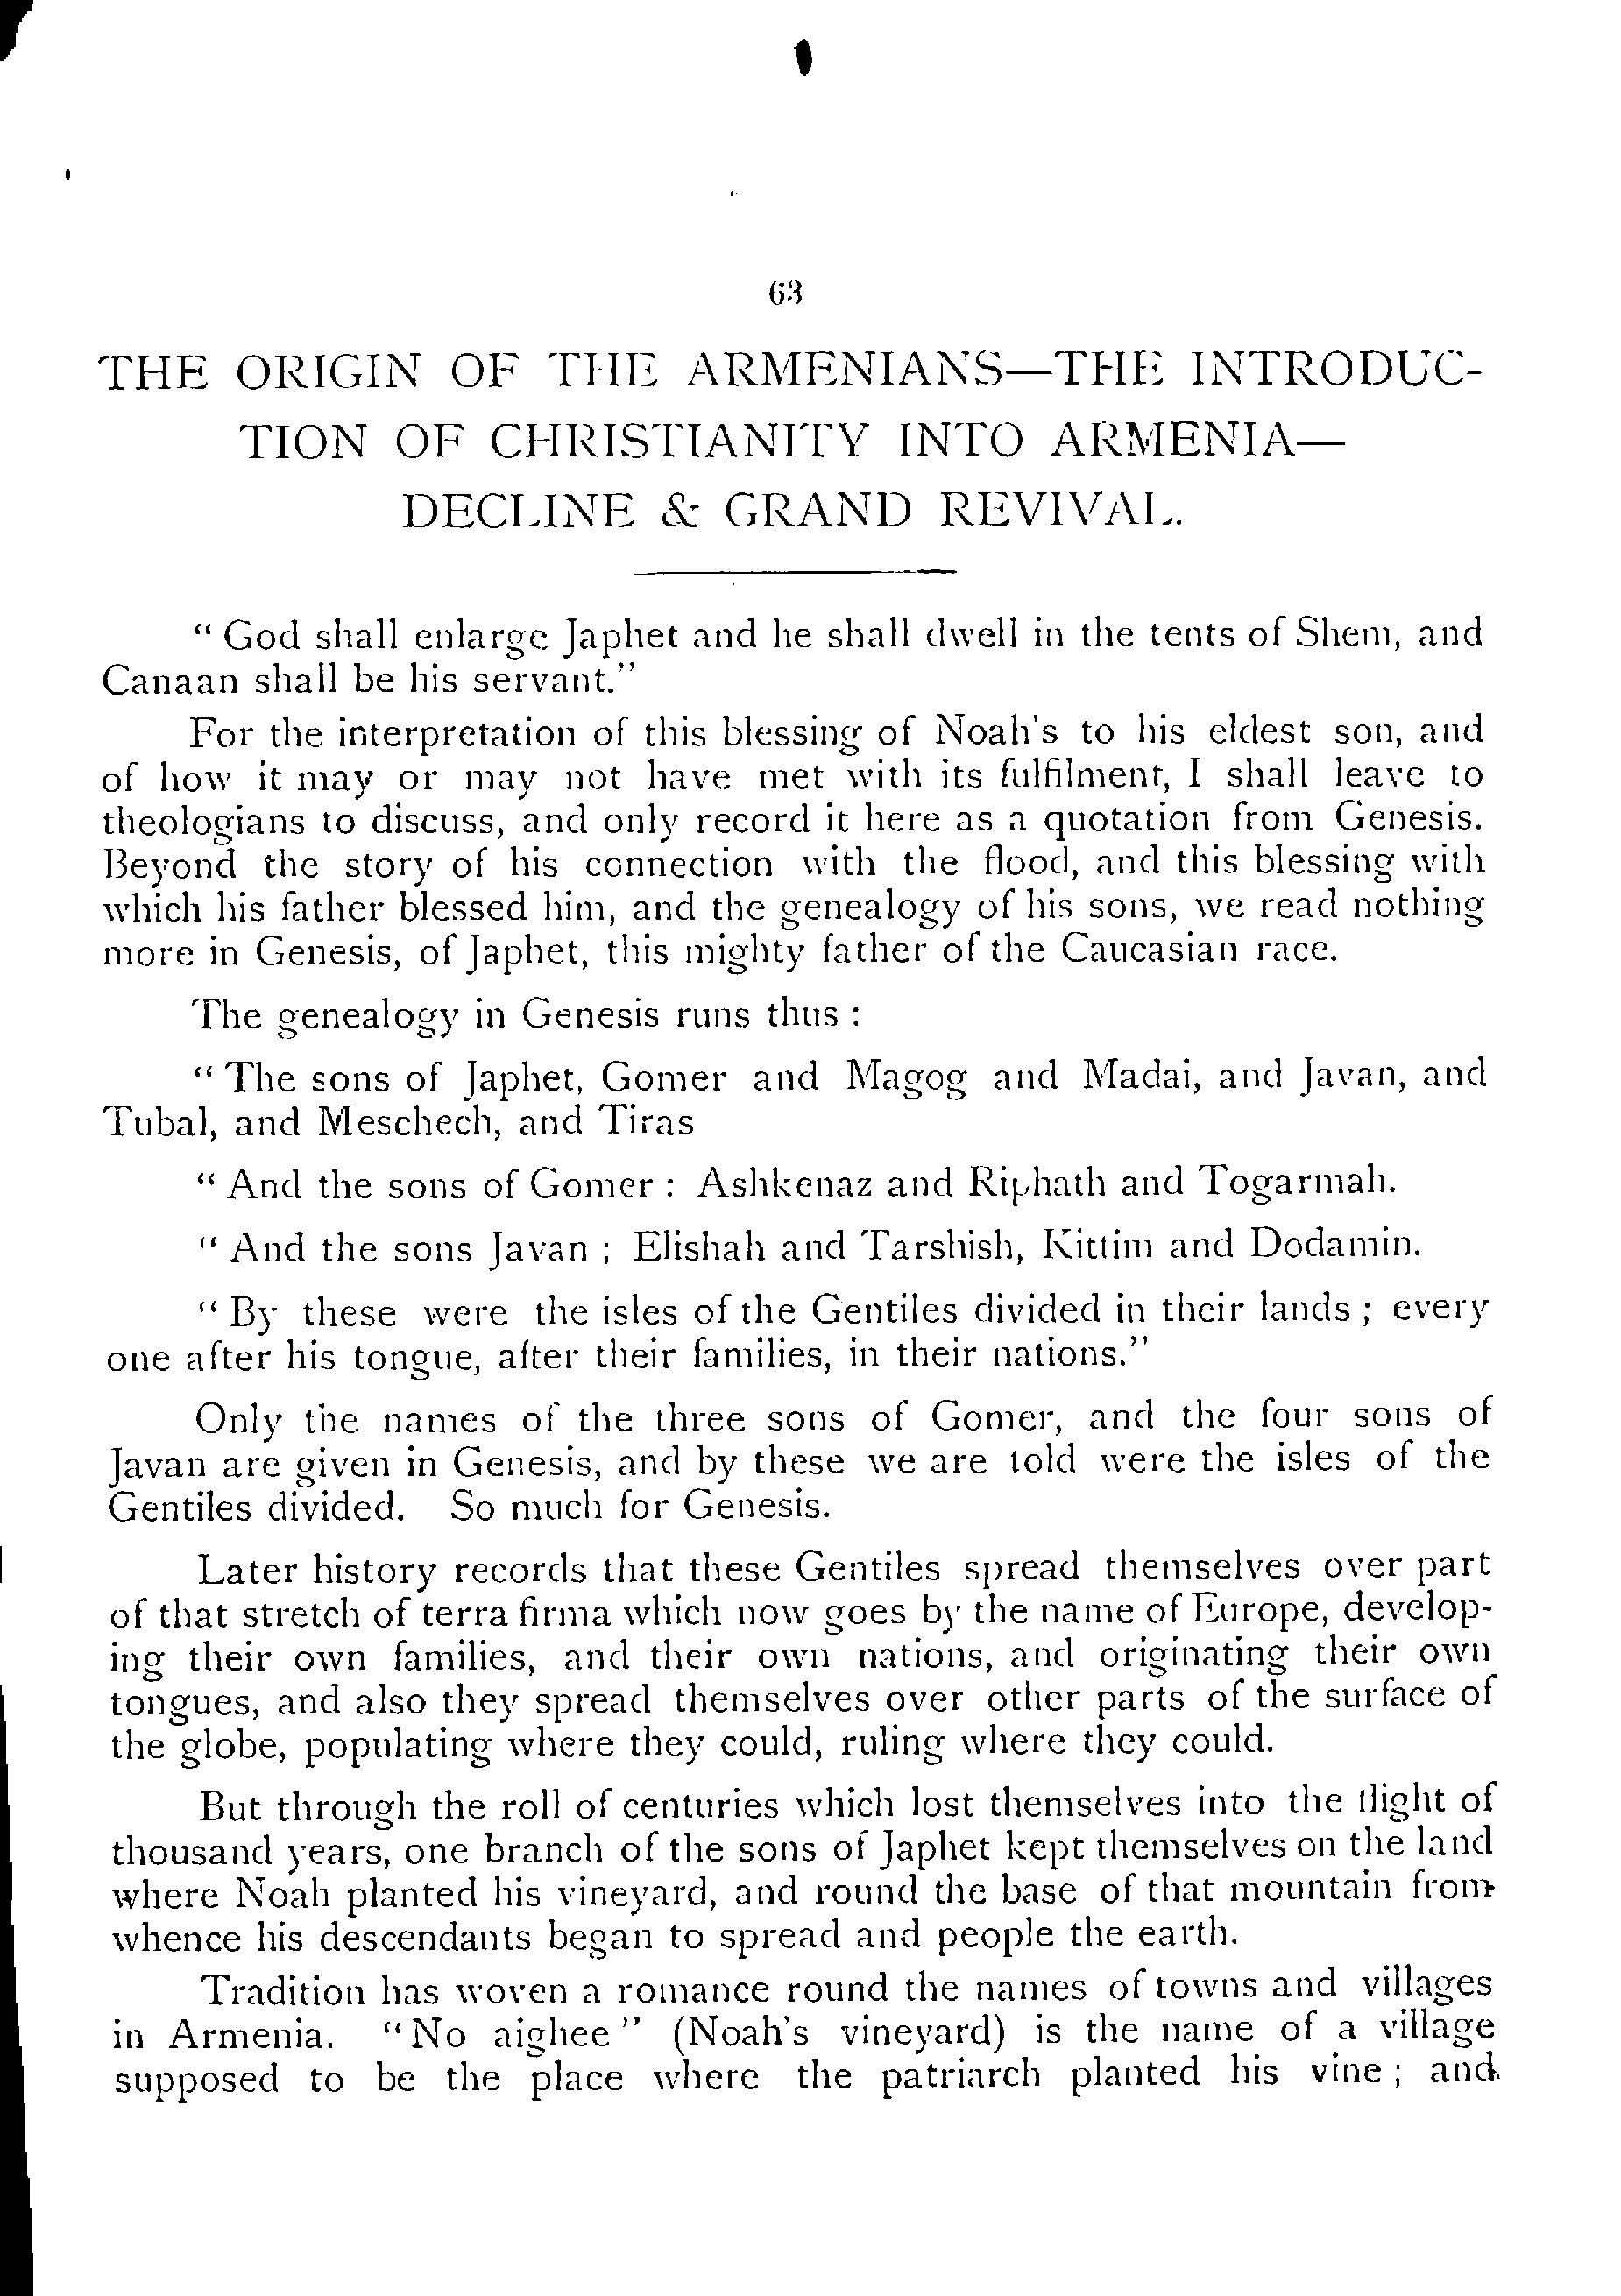 63
THE ORIGIN OF THE ARMENIANS—THE INTRODUC-
TION OF CHRISTIANITY INTO ARMENIA—
DECLINE & GRAND REVIVAL.
" God shall enlarge Japhet and he shall dwell in the tents of Shem, and
Canaan shall be his servant."
For the interpretation of this blessing of Noah's to his eldest son, and
of how it may or may not have met with its fulfilment, I shall leave to
theologians to discuss, and only record it here as a quotation from Genesis.
Beyond the story of his connection with the flood, and this blessing with
which his father blessed him, and the genealogy of his sons, we read nothing
more in Genesis, of Japhet, this mighty father of the Caucasian race.
The genealogy in Genesis runs thus :
" The sons of Japhet, Gomer and Magog and Madai, and Javan, and
Tubal, and Meschech, and Tiras
" And the sons of Gomer : Ashkenaz and Riphath and Togarmah.
" And the sons Javan ; Elishah and Tarshish, Kittim and Dodamin.
" By these were the isles of the Gentiles divided in their lands ; every
one after his tongue, after their families, in their nations."
Only the names of the three sons of Gomer, and the four sons of
Javan are given in Genesis, and by these we are told were the isles of the
Gentiles divided. So much for Genesis.
Later history records that these Gentiles spread themselves over part
of that stretch of terra firma which now goes by the name of Europe, develop-
ing their own families, and their own nations, and originating their own
tongues, and also they spread themselves over other parts of the surface of
the globe, populating where they could, ruling where they could.
But through the roll of centuries which lost themselves into the flight of
thousand years, one branch of the sons of Japhet kept themselves on the land
where Noah planted his vineyard, and round the base of that mountain from
whence his descendants began to spread and people the earth.
Tradition has woven a romance round the names of towns and villages
in Armenia. "No aighee" (Noah's vineyard) is the name of a village
supposed to be the place where the patriarch planted his vine ; and